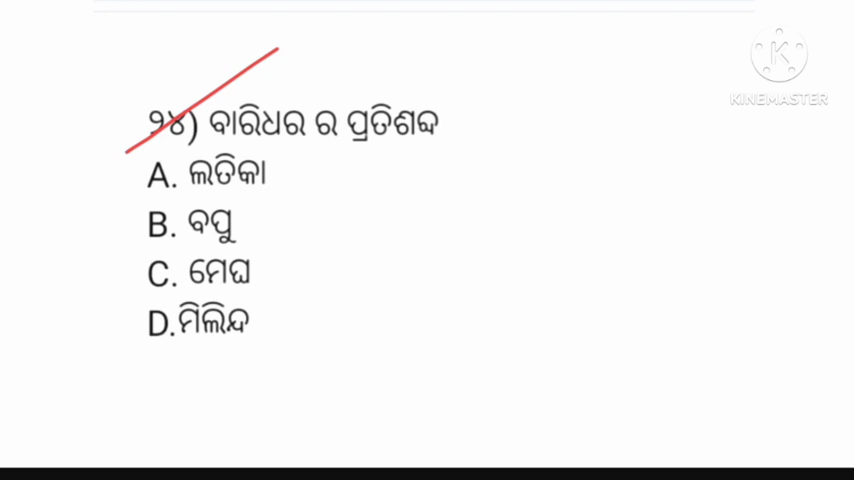 KINEMASTER
୨୪) ବାରିଧର ର ପ୍ରତିଶବ୍ଦ
A. ଲତିକା
B. ବପୁ
C. ମେଘ
D.ମିଲିନ୍ଦ